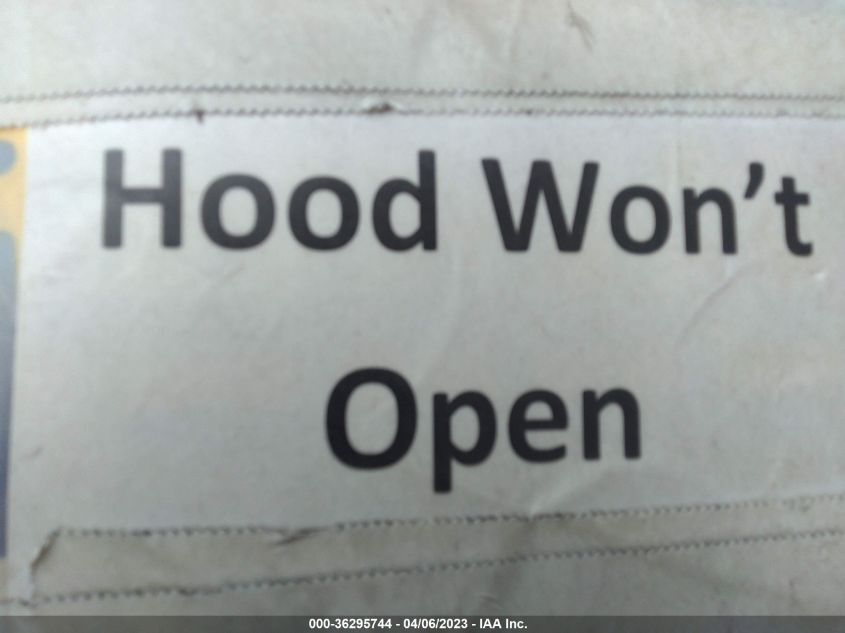 Hood Won’t
Open
000-36295744 - 04/06/2023 - IAA Inc.